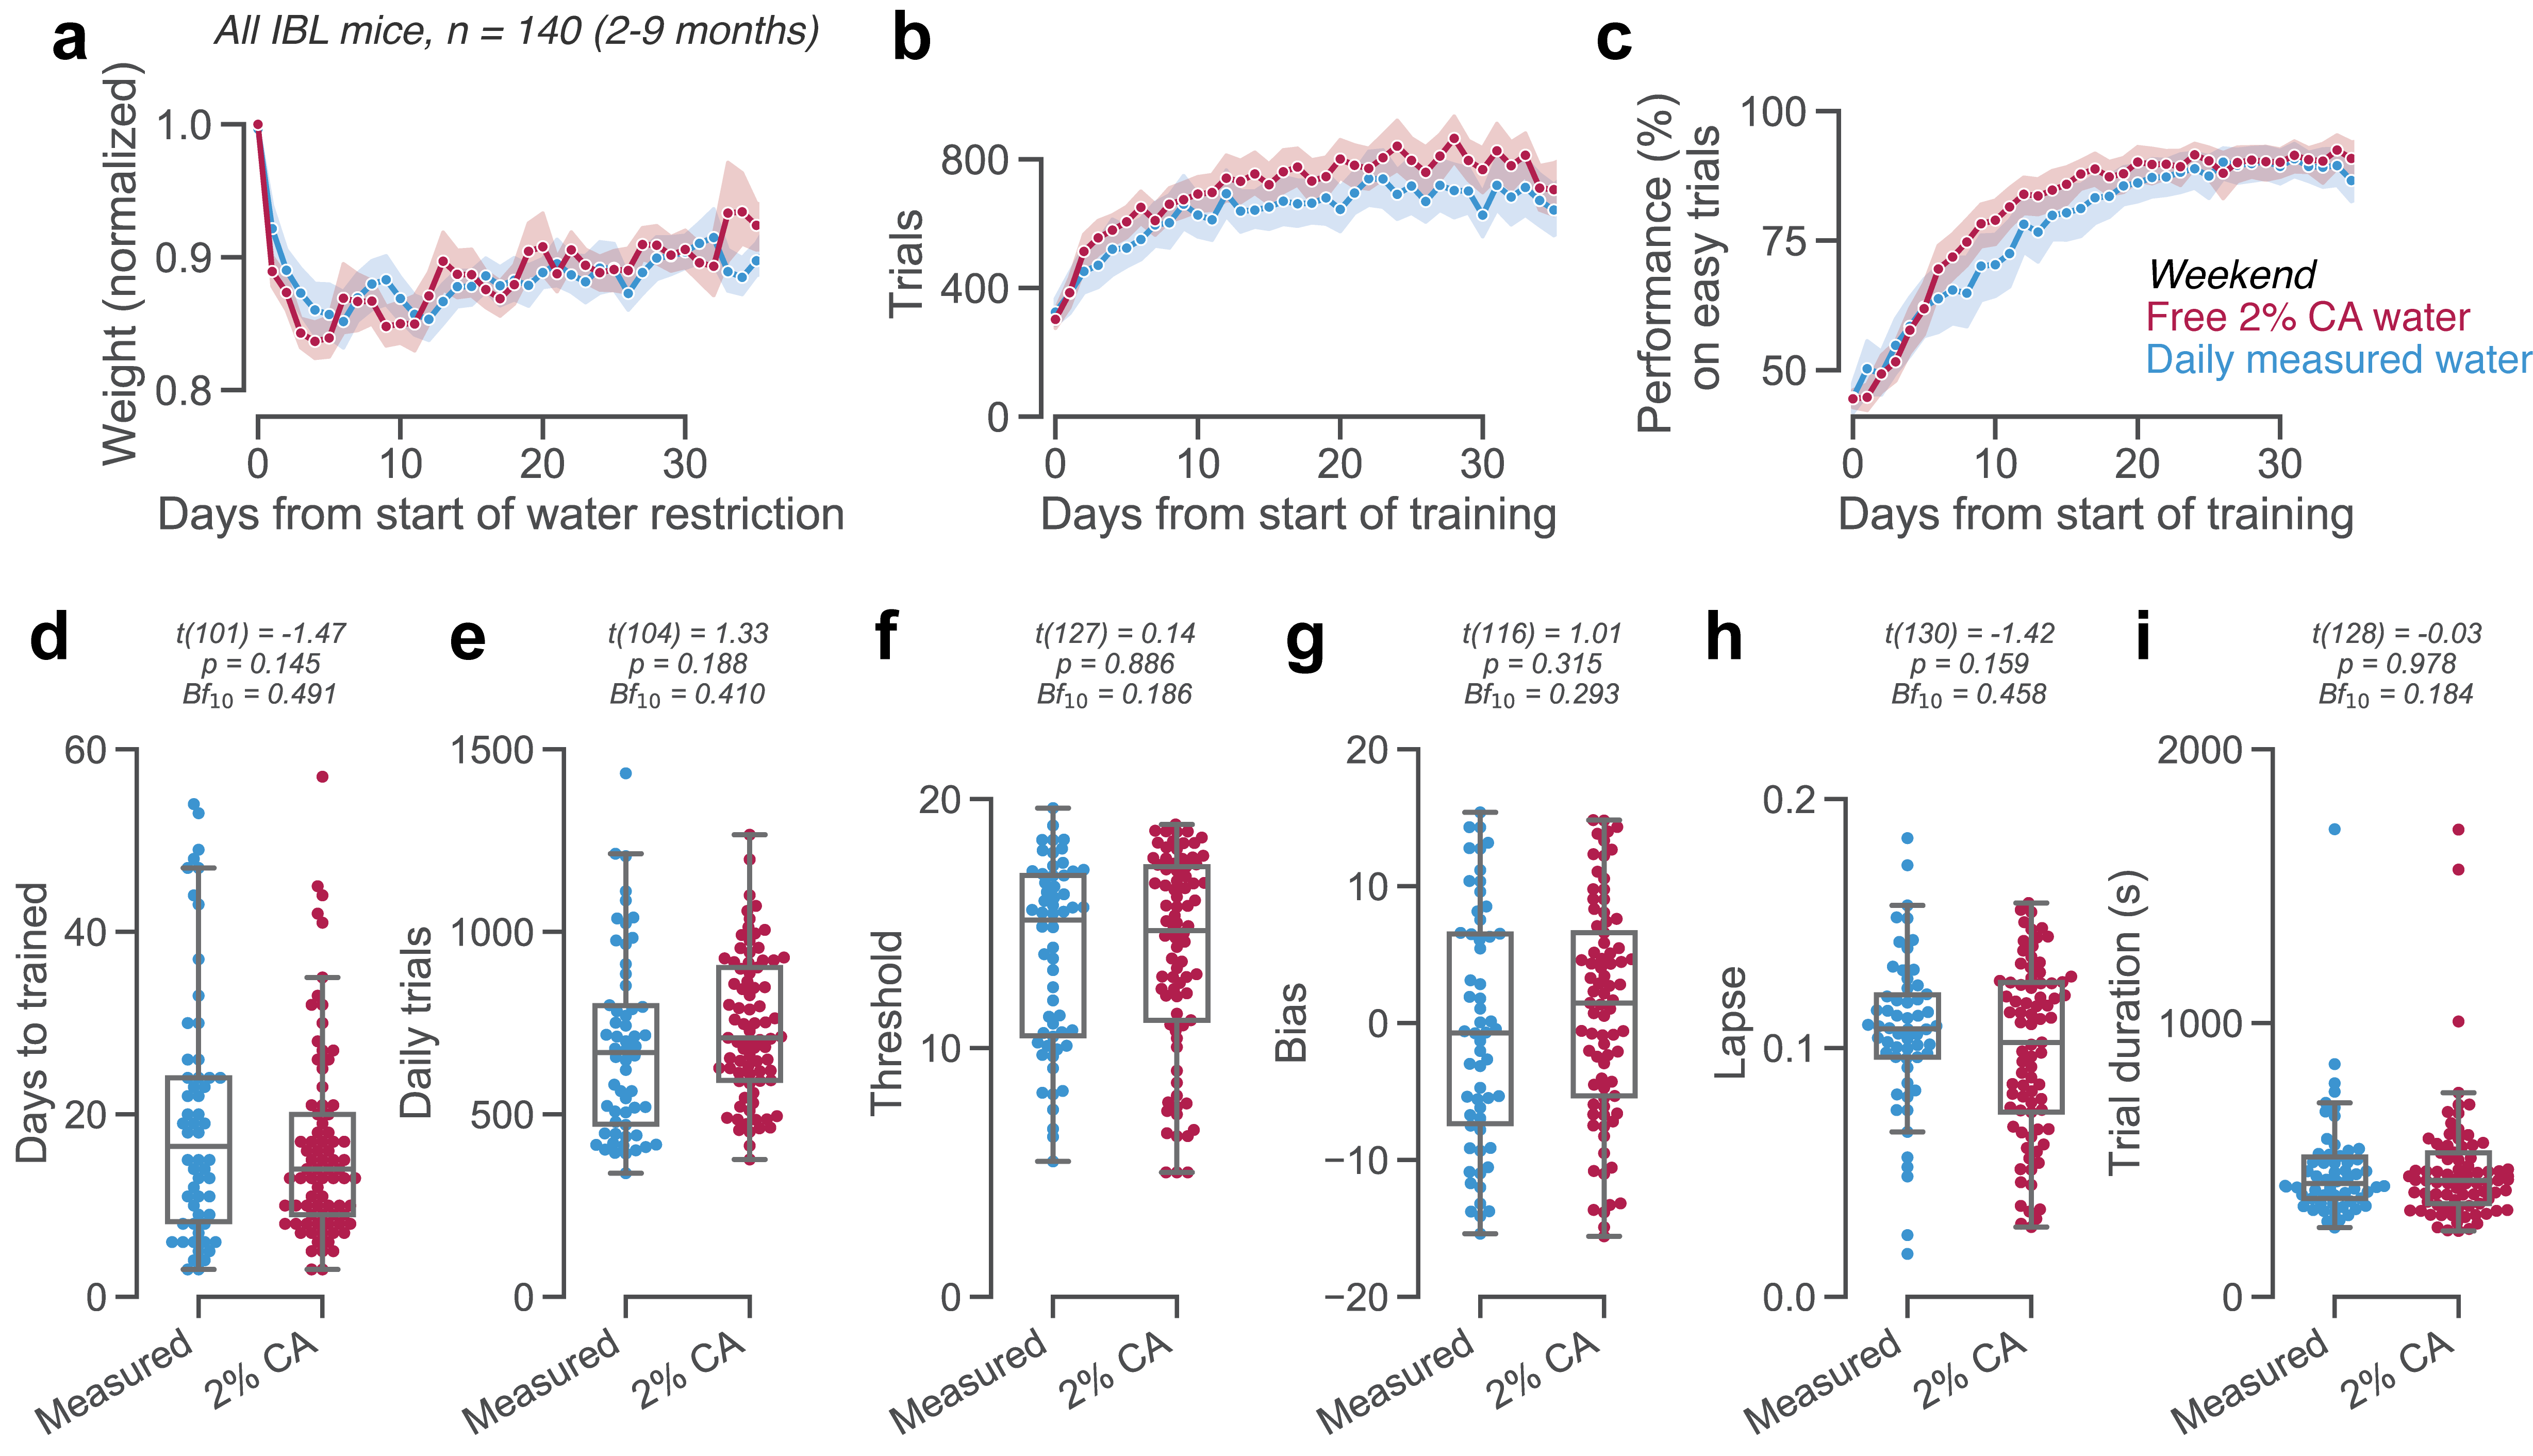 a
All IBL mice, n = 140 (2-9 months)
Weight (normalized)
1.0
0.9
0.8
0
10
20
30
Days from start of water restriction
b
Trials
800
400
0
0
10
20
30
Days from start of training
c
Performance (%)
on easy trials
100
75
50
Weekend
Free 2% CA water
Daily measured water
0
10
20
30
Days from start of training
d
t(101) = -1.47
p = 0.145
Bf₁₀ = 0.491
Days to trained
60
40
20
0
Measured
2% CA
e
t(104) = 1.33
p = 0.188
Bf₁₀ = 0.410
Daily trials
1500
1000
500
0
Measured
2% CA
f
t(127) = 0.14
p = 0.886
Bf₁₀ = 0.186
Threshold
20
10
0
Measured
2% CA
g
t(116) = 1.01
p = 0.315
Bf₁₀ = 0.293
Bias
20
10
0
−10
−20
Measured
2% CA
h
t(130) = -1.42
p = 0.159
Bf₁₀ = 0.458
Lapse
0.2
0.1
0.0
Measured
2% CA
i
t(128) = -0.03
p = 0.978
Bf₁₀ = 0.184
Trial duration (s)
2000
1000
0
Measured
2% CA